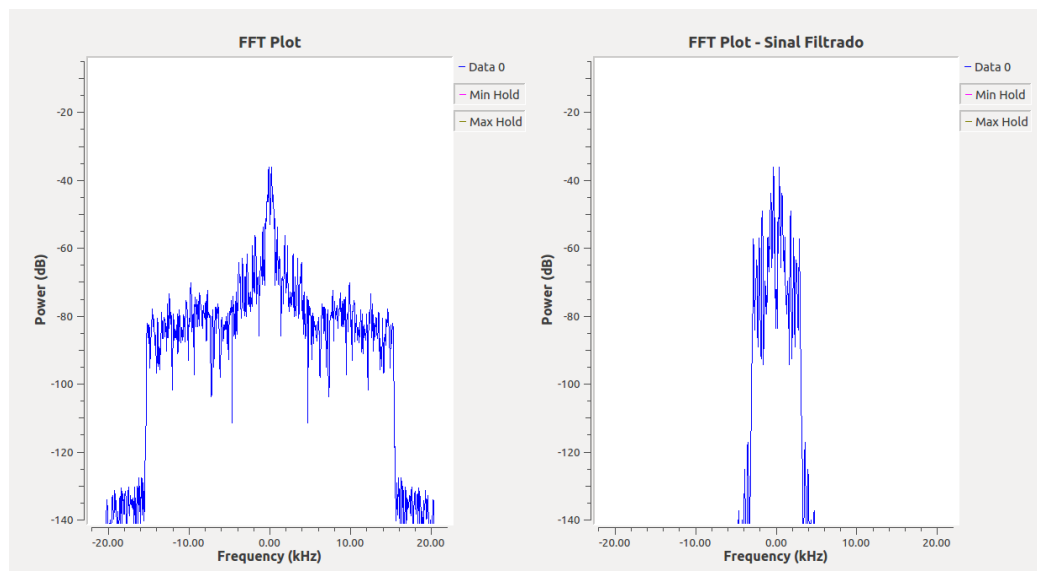 FFT Plot
Data 0
Min Hold
Max Hold
Power (dB)
-20
-40
-60
-80
-100
-120
-140
-20.00 -10.00 0.00 10.00 20.00
Frequency (kHz)
FFT Plot - Sinal Filtrado
Data 0
Min Hold
Max Hold
Power (dB)
-20
-40
-60
-80
-100
-120
-140
-20.00 -10.00 0.00 10.00 20.00
Frequency (kHz)